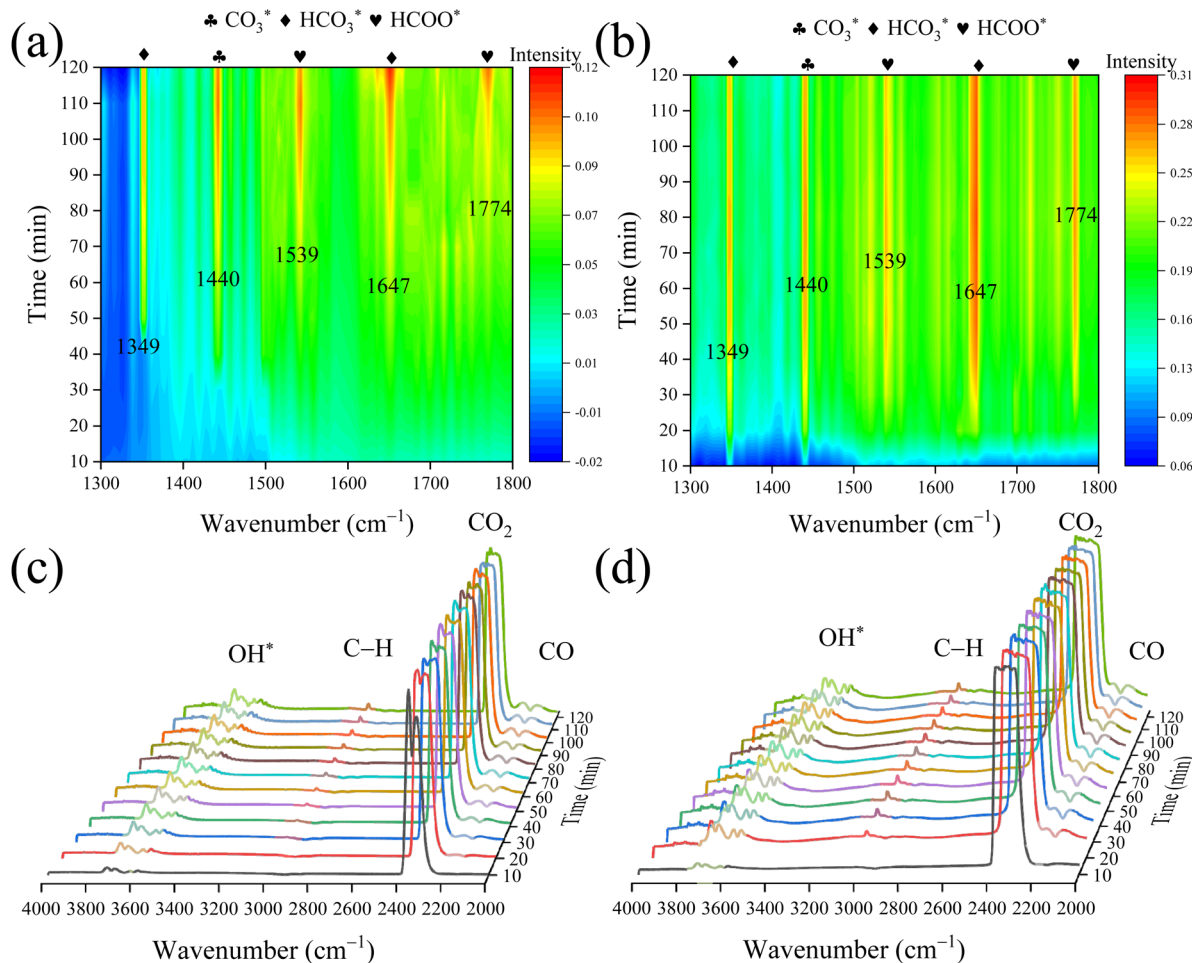 (a)
♣ CO₃* ♦ HCO₃* ♥ HCOO*
Intensity
♦ ♣ ♥ ♦ ♥
120
110
100
90
80
70
60
50
40
30
20
10
Time (min)
1349
1440
1539
1647
1774
1300 1400 1500 1600 1700 1800
Wavenumber (cm⁻¹)
0.12
0.10
0.09
0.07
0.05
0.03
0.01
-0.01
-0.02
(b)
♣ CO₃* ♦ HCO₃* ♥ HCOO*
Intensity
♦ ♣ ♥ ♦ ♥
120
110
100
90
80
70
60
50
40
30
20
10
Time (min)
1349
1440
1539
1647
1774
1300 1400 1500 1600 1700 1800
Wavenumber (cm⁻¹)
0.31
0.28
0.25
0.22
0.19
0.16
0.13
0.09
0.06
(c)
CO₂
OH*
C−H
CO
120
100
90
80
70
60
50
40
30
20
10
Time (min)
4000 3800 3600 3400 3200 3000 2800 2600 2400 2200 2000
Wavenumber (cm⁻¹)
(d)
CO₂
OH*
C−H
CO
120
100
90
80
70
60
50
40
30
20
10
Time (min)
4000 3800 3600 3400 3200 3000 2800 2600 2400 2200 2000
Wavenumber (cm⁻¹)